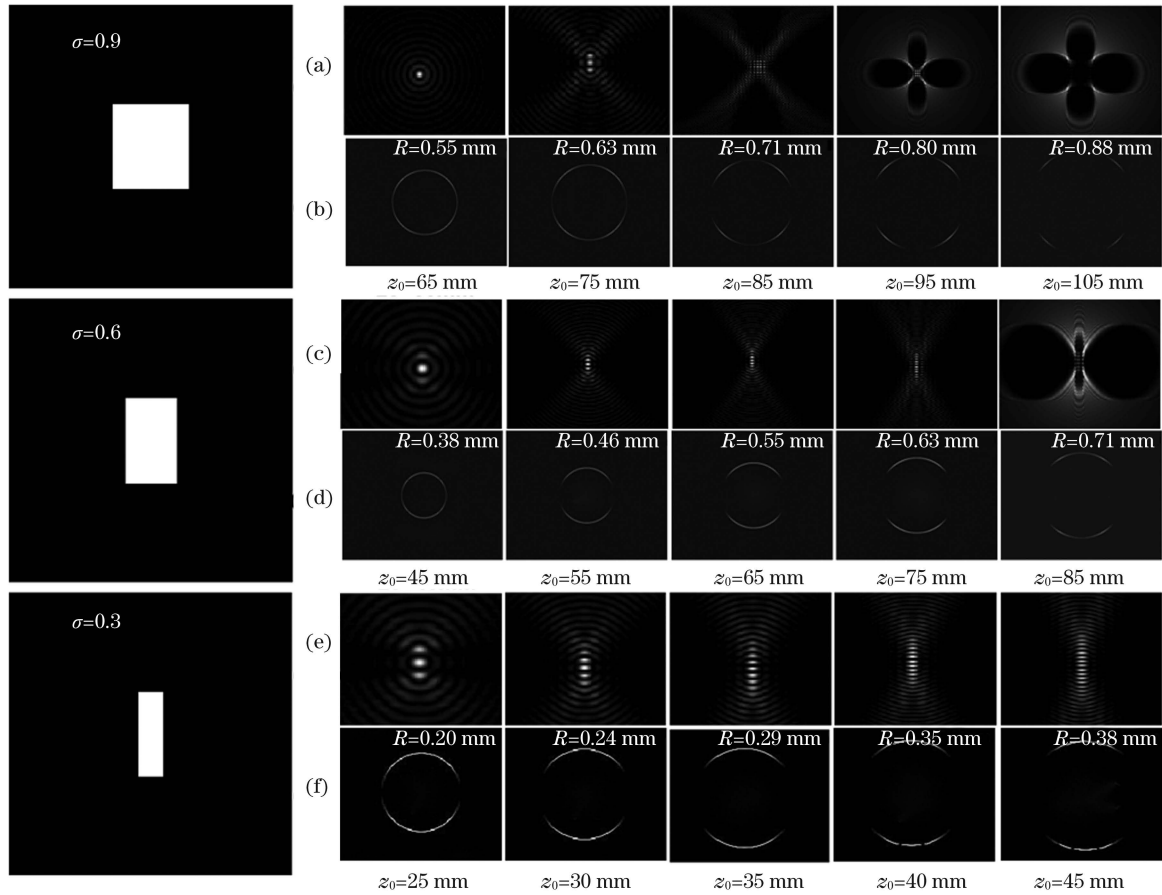 σ=0.9
(a)
R=0.55 mm R=0.63 mm R=0.71 mm R=0.80 mm R=0.88 mm
(b)
z₀=65 mm z₀=75 mm z₀=85 mm z₀=95 mm z₀=105 mm
σ=0.6
(c)
R=0.38 mm R=0.46 mm R=0.55 mm R=0.63 mm R=0.71 mm
(d)
z₀=45 mm z₀=55 mm z₀=65 mm z₀=75 mm z₀=85 mm
σ=0.3
(e)
R=0.20 mm R=0.24 mm R=0.29 mm R=0.35 mm R=0.38 mm
(f)
z₀=25 mm z₀=30 mm z₀=35 mm z₀=40 mm z₀=45 mm